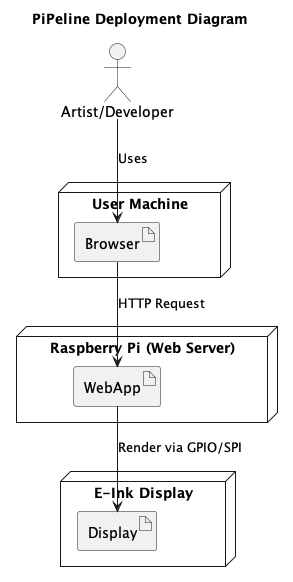 PiPeline Deployment Diagram
Artist/Developer
Uses
User Machine
Browser
HTTP Request
Raspberry Pi (Web Server)
WebApp
Render via GPIO/SPI
E-Ink Display
Display